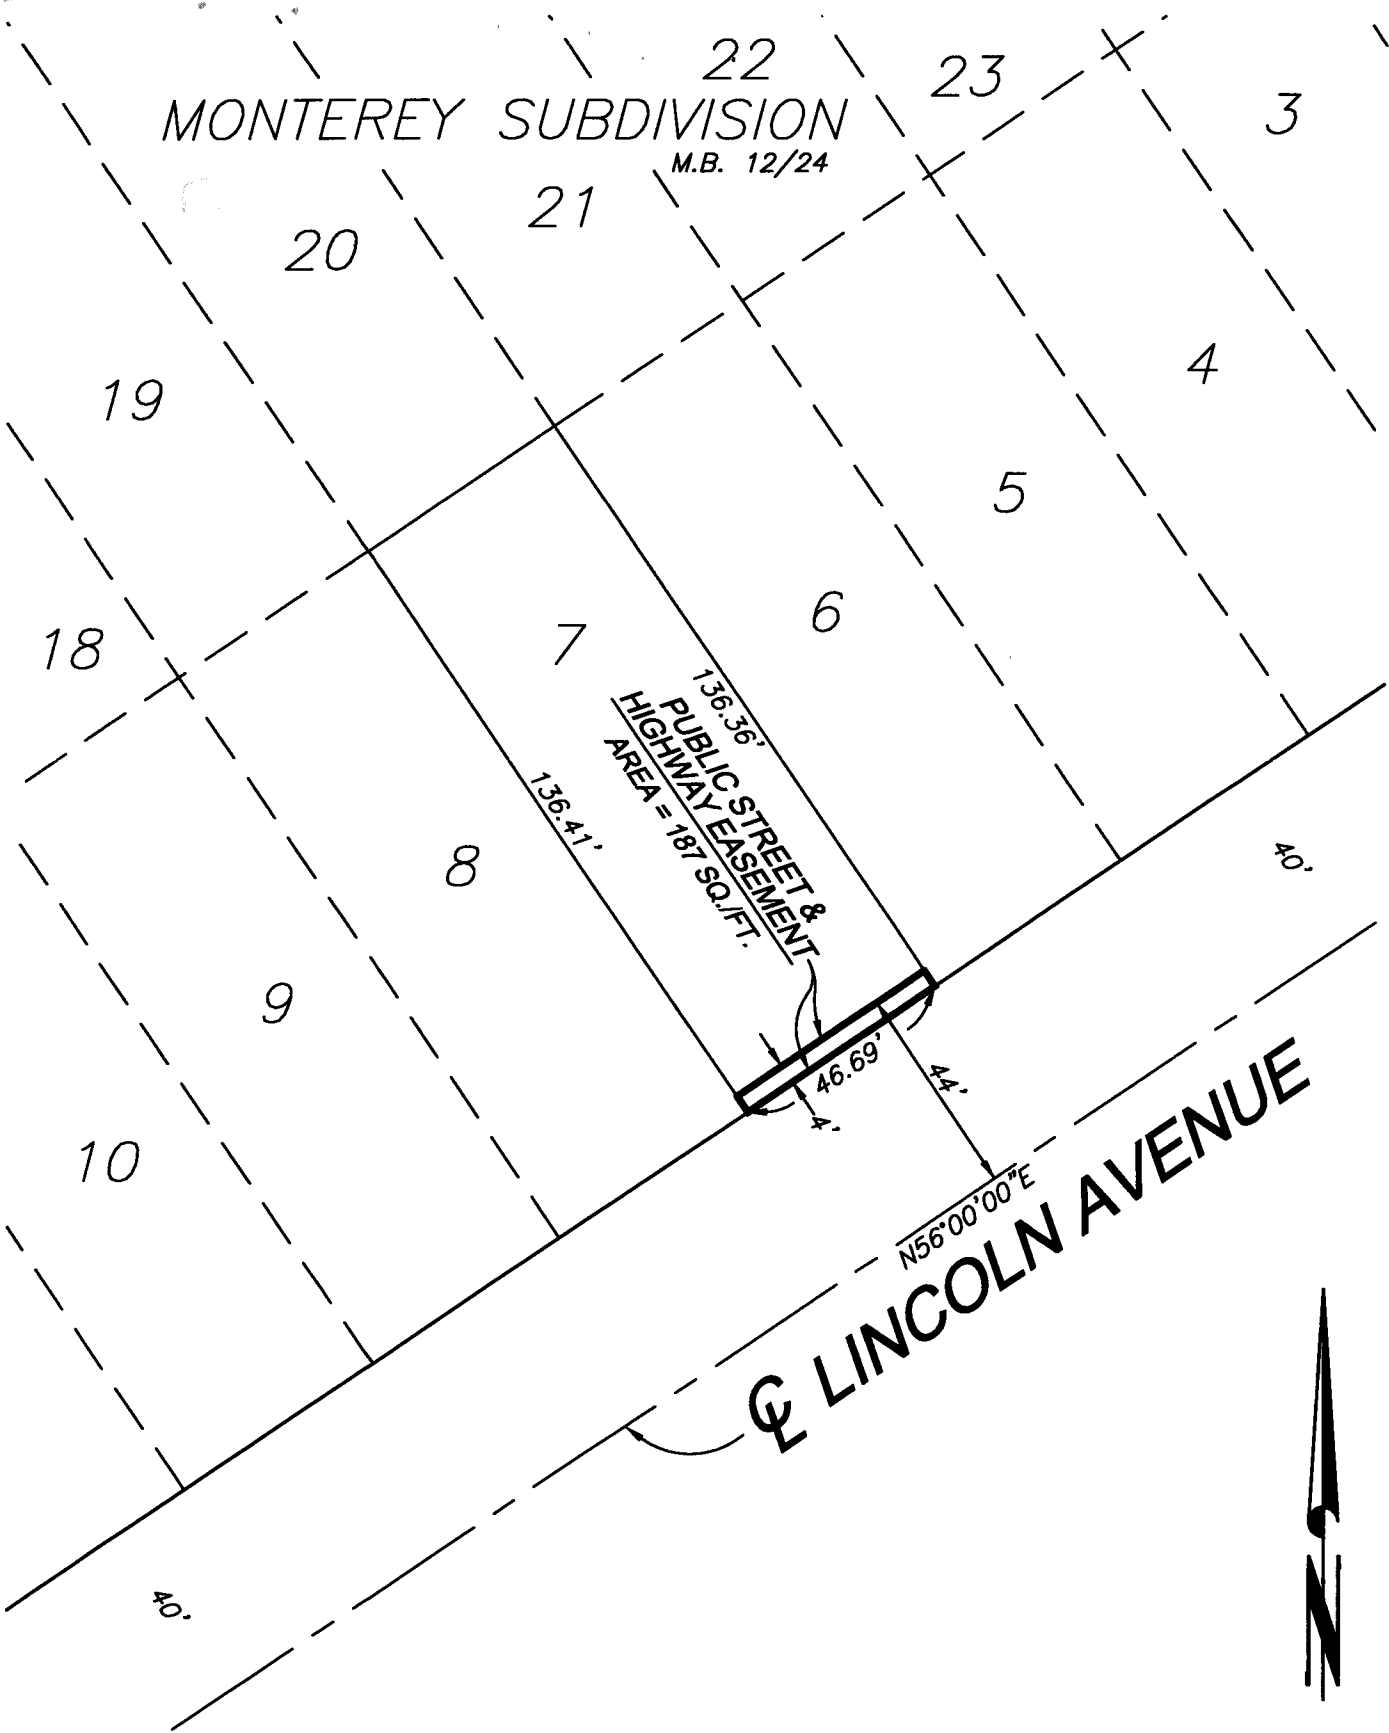 22
23
3
MONTEREY SUBDIVISION
M.B. 12/24
21
20
19
4
5
6
18
7
136.36'
PUBLIC STREET &
HIGHWAY EASEMENT
AREA = 187 SQ./FT.
136.41'
8
40'
9
46.69'
44'
4'
10
N56°00'00"E
℄ LINCOLN AVENUE
40'
N